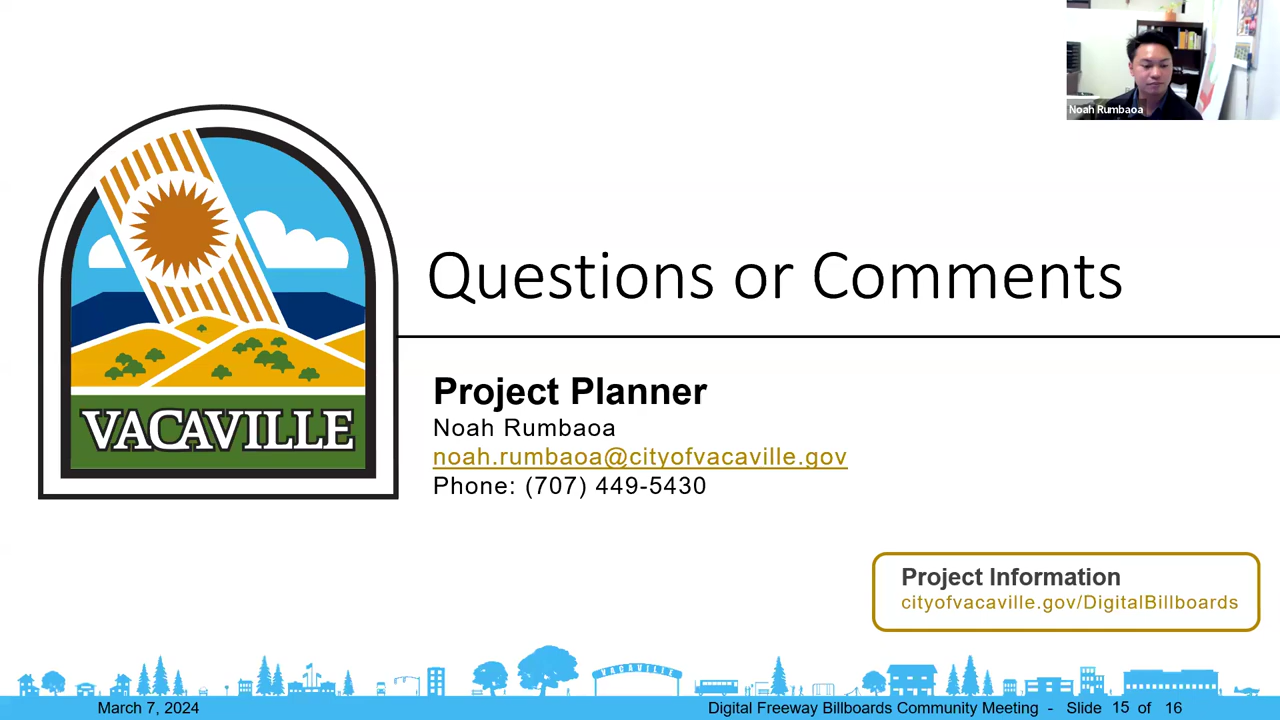 Noah Rumbaoa
VACAVILLE
Questions or Comments
Project Planner
Noah Rumbaoa
noah.rumbaoa@cityofvacaville.gov
Phone: (707) 449-5430
Project Information
cityofvacaville.gov/DigitalBillboards
VACAVILLE
March 7, 2024
Digital Freeway Billboards Community Meeting - Slide 15 of 16